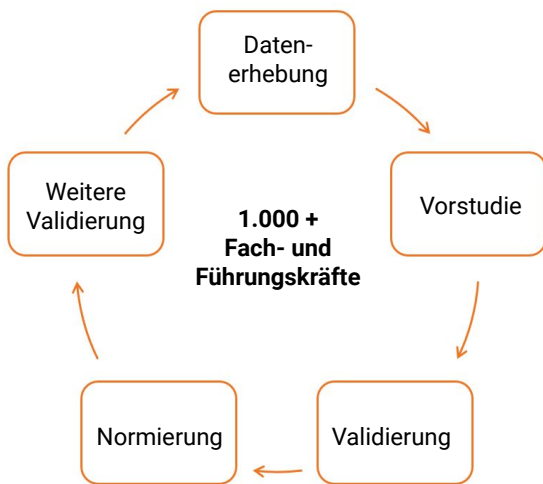 Daten-
erhebung
Vorstudie
Validierung
Normierung
Weitere
Validierung
1.000 +
Fach- und
Führungskräfte